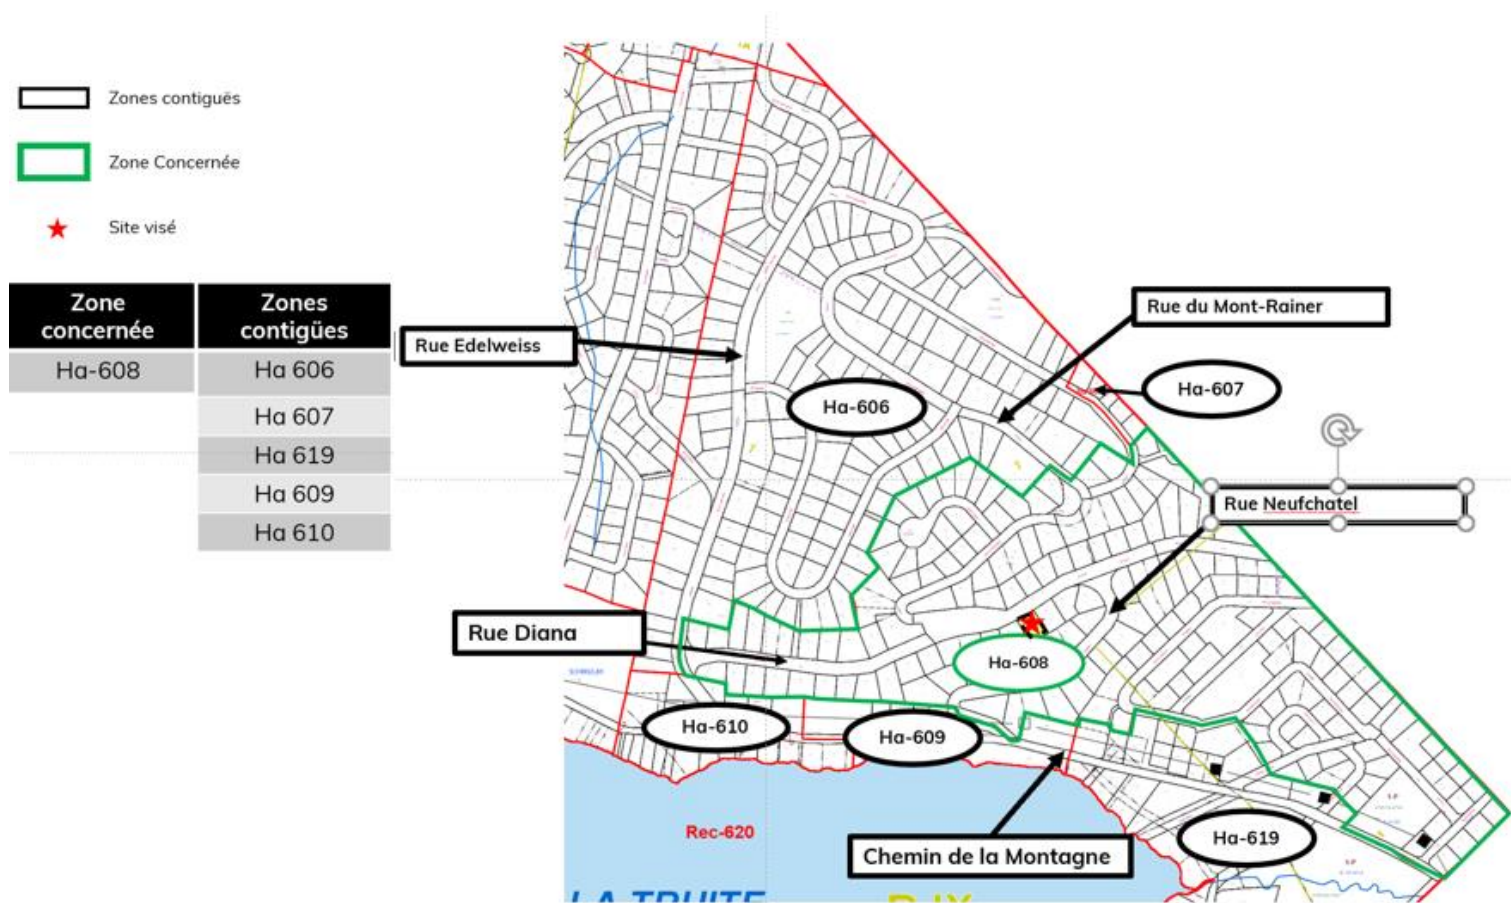 Zones contiguës
Zone Concernée
Site visé
Zone
concernée
Zones
contigües
Ha-608
Ha 606
Ha 607
Ha 619
Ha 609
Ha 610
Rue Edelweiss
Rue du Mont-Rainer
Ha-606
Ha-607
Rue Neufchatel
Rue Diana
Ha-608
Ha-610
Ha-609
Rec-620
Chemin de la Montagne
Ha-619
LA TRUITE